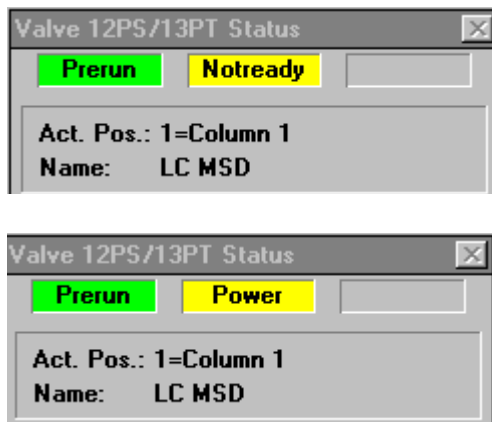 Valve 12PS/13PT Status
Prerun Notready
Act. Pos.: 1=Column 1
Name: LC MSD
Valve 12PS/13PT Status
Prerun Power
Act. Pos.: 1=Column 1
Name: LC MSD